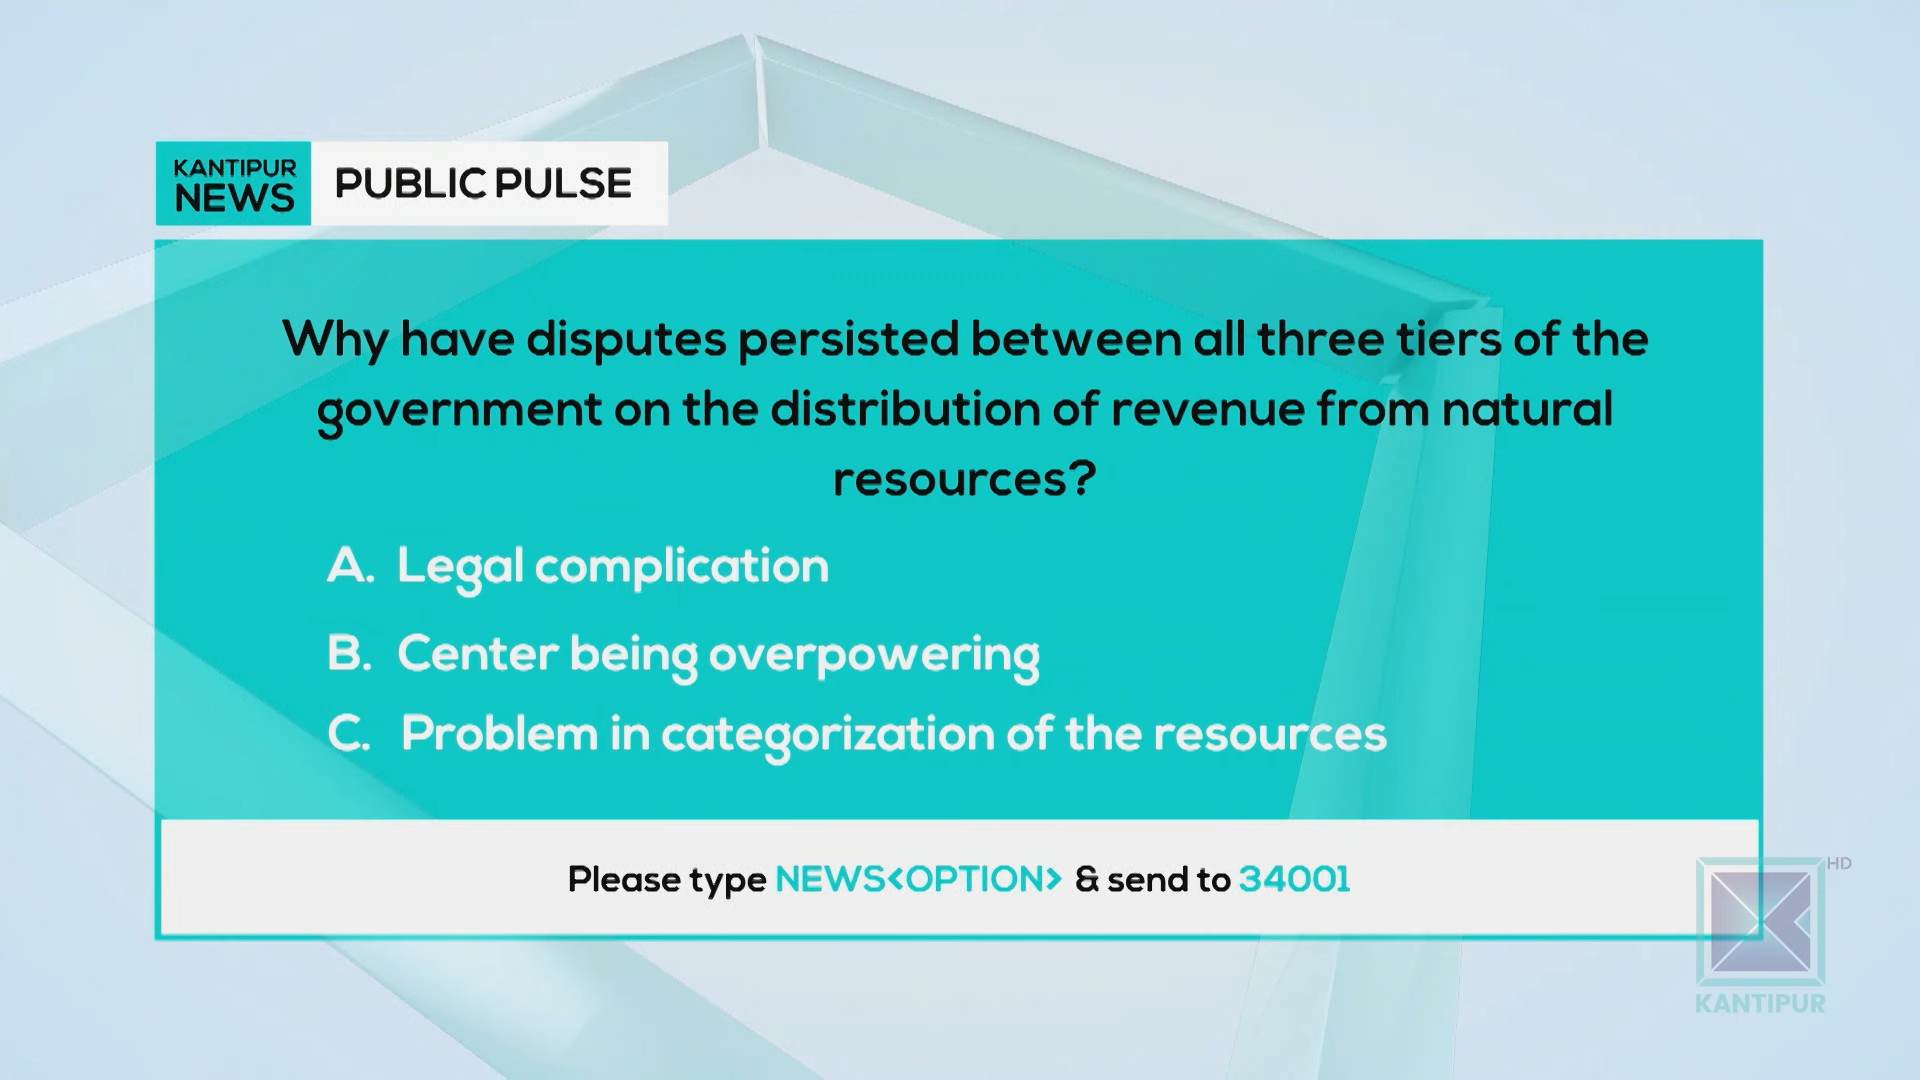 KANTIPUR
NEWS
PUBLIC PULSE
Why have disputes persisted between all three tiers of the
government on the distribution of revenue from natural
resources?
A. Legal complication
B. Center being overpowering
C. Problem in categorization of the resources
Please type NEWS<OPTION> & send to 34001
HD
KANTIPUR